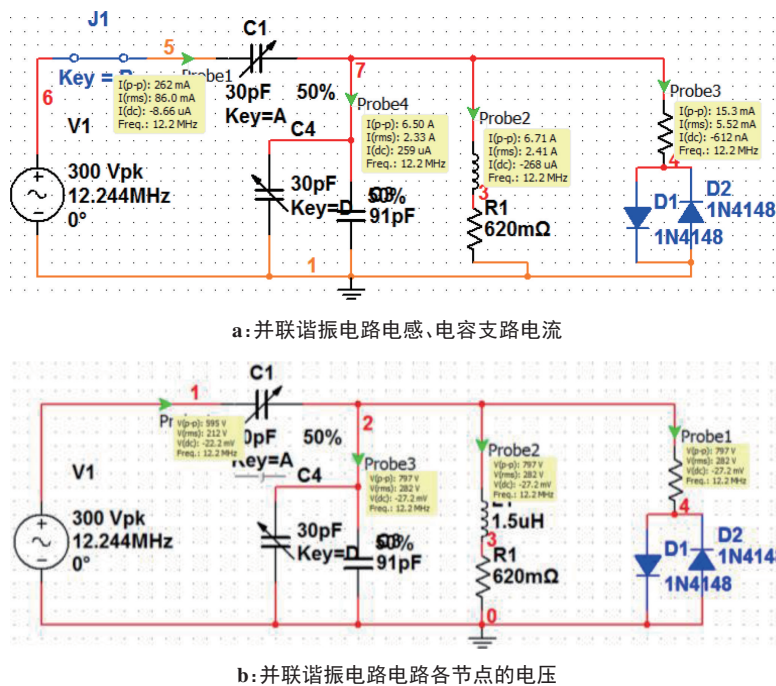 J1
Key =
6
5
Probe1
I(p-p): 262 mA
I(rms): 86.0 mA
I(dc): -8.66 uA
Freq.: 12.2 MHz
C1
30pF 50%
Key=A
7
V1
300 Vpk
12.244MHz
0°
Probe4
I(p-p): 6.50 A
I(rms): 2.33 A
I(dc): 259 uA
Freq.: 12.2 MHz
C4
30pF
Key=D
50%
91pF
Probe2
I(p-p): 6.71 A
I(rms): 2.41 A
I(dc): -268 uA
Freq.: 12.2 MHz
3
R1
620mΩ
Probe3
I(p-p): 15.3 mA
I(rms): 5.52 mA
I(dc): -612 nA
Freq.: 12.2 MHz
4
D1
1N4148
D2
1N4148
1
a:并联谐振电路电感、电容支路电流
1
V(p-p): 595 V
V(rms): 212 V
V(dc): -22.2 mV
Freq.: 12.2 MHz
C1
50%
Key=A
2
V1
300 Vpk
12.244MHz
0°
Probe3
V(p-p): 797 V
V(rms): 282 V
V(dc): -27.2 mV
Freq.: 12.2 MHz
C4
30pF
Key=D
50%
91pF
Probe2
V(p-p): 797 V
V(rms): 282 V
V(dc): -27.2 mV
Freq.: 12.2 MHz
1.5uH
3
R1
620mΩ
0
Probe1
V(p-p): 797 V
V(rms): 282 V
V(dc): -27.2 mV
Freq.: 12.2 MHz
4
D1
1N4148
D2
1N4148
b:并联谐振电路电路各节点的电压